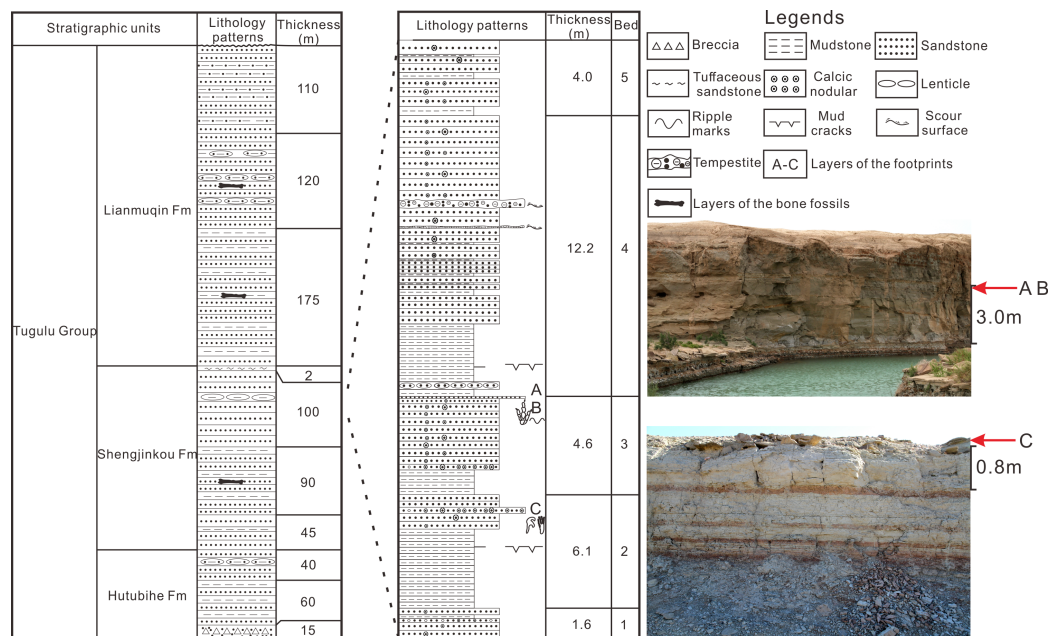 Stratigraphic units
Lithology
patterns
Thickness
(m)
Tugulu Group
Lianmuqin Fm
Shengjinkou Fm
Hutubihe Fm
110
120
175
2
100
90
45
40
60
15
Lithology patterns
Thickness
(m)
Bed
4.0
5
12.2
4
4.6
3
6.1
2
1.6
1
A
B
C
Legends
Breccia
Mudstone
Sandstone
Tuffaceous
sandstone
Calcic
nodular
Lenticle
Ripple
marks
Mud
cracks
Scour
surface
Tempestite
A-C
Layers of the footprints
Layers of the bone fossils
A B
3.0m
C
0.8m